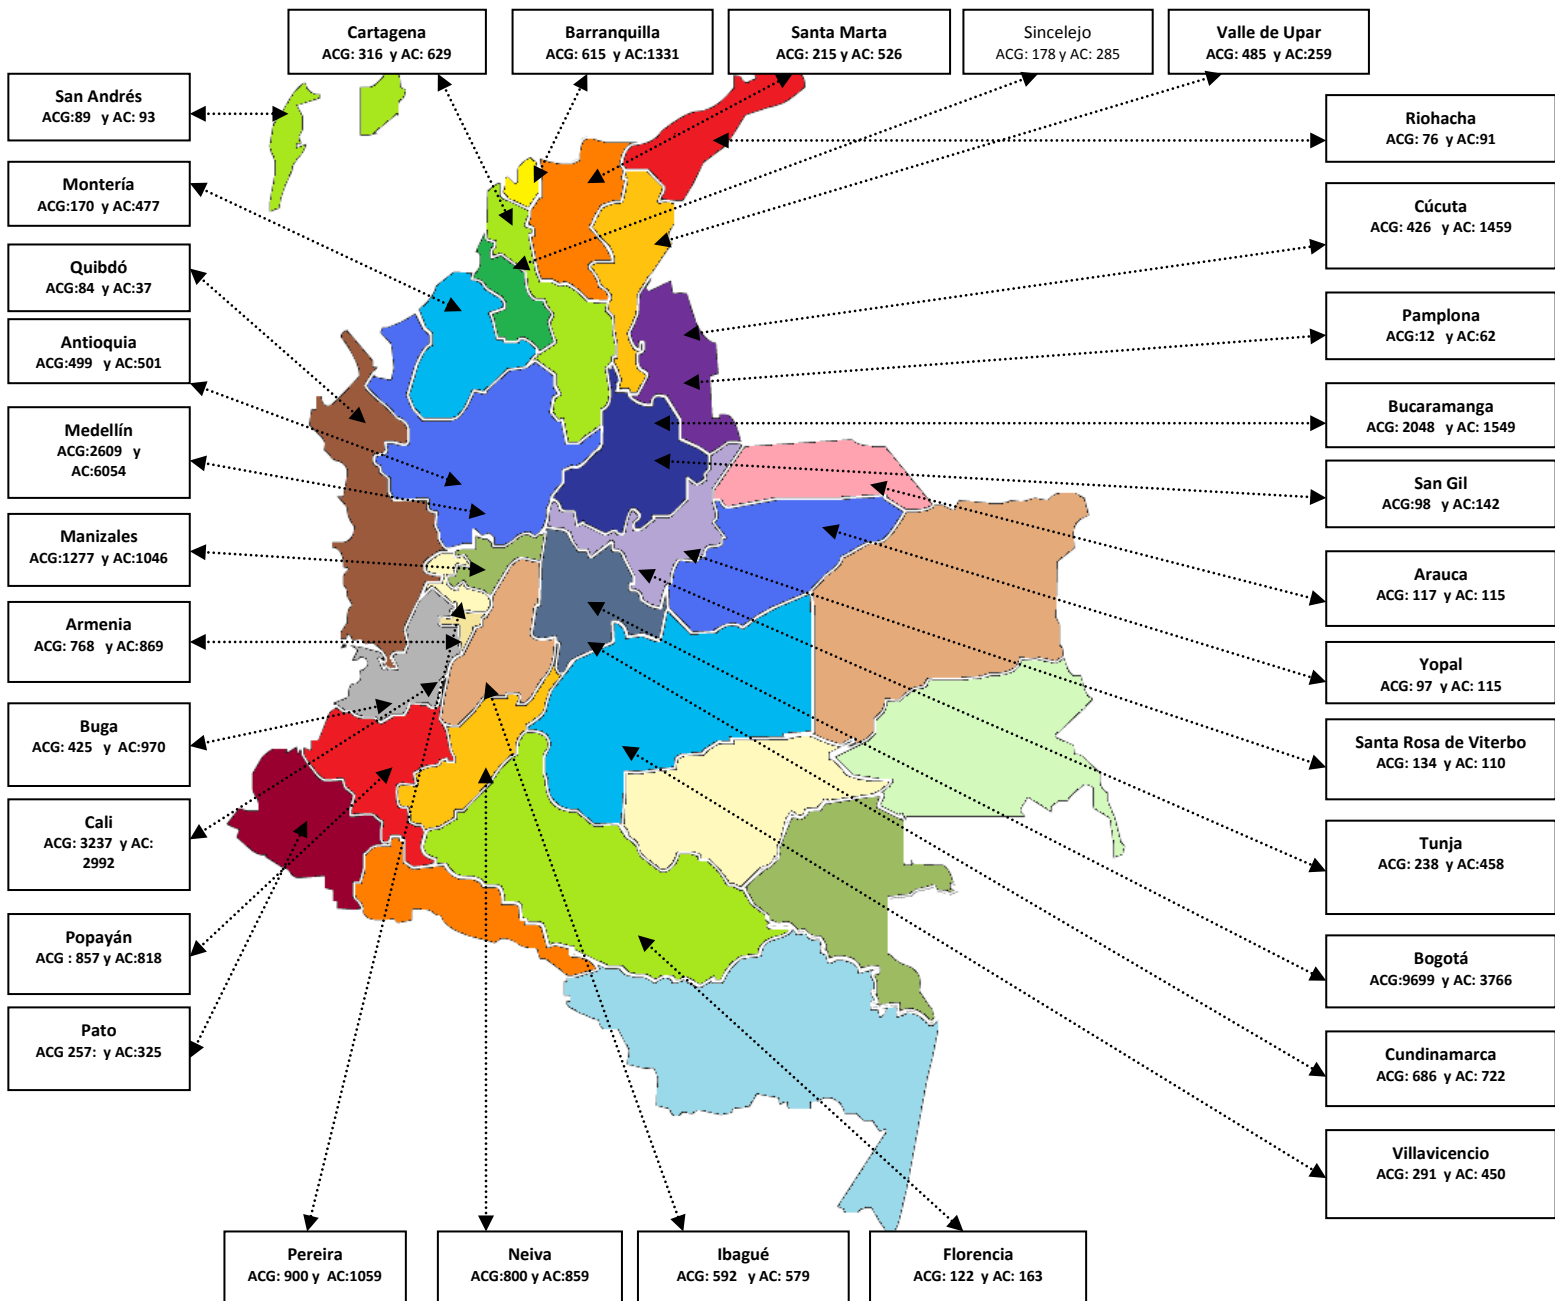 Cartagena
ACG: 316 y AC: 629
Barranquilla
ACG: 615 y AC:1331
Santa Marta
ACG: 215 y AC: 526
Sincelejo
ACG: 178 y AC: 285
Valle de Upar
ACG: 485 y AC:259
San Andrés
ACG:89 y AC: 93
Montería
ACG:170 y AC:477
Quibdó
ACG:84 y AC:37
Antioquia
ACG:499 y AC:501
Medellín
ACG:2609 y
AC:6054
Manizales
ACG:1277 y AC:1046
Armenia
ACG: 768 y AC:869
Buga
ACG: 425 y AC:970
Cali
ACG: 3237 y AC:
2992
Popayán
ACG : 857 y AC:818
Pato
ACG 257: y AC:325
Riohacha
ACG: 76 y AC:91
Cúcuta
ACG: 426 y AC: 1459
Pamplona
ACG:12 y AC:62
Bucaramanga
ACG: 2048 y AC: 1549
San Gil
ACG:98 y AC:142
Arauca
ACG: 117 y AC: 115
Yopal
ACG: 97 y AC: 115
Santa Rosa de Viterbo
ACG: 134 y AC: 110
Tunja
ACG: 238 y AC:458
Bogotá
ACG:9699 y AC: 3766
Cundinamarca
ACG: 686 y AC: 722
Villavicencio
ACG: 291 y AC: 450
Pereira
ACG: 900 y AC:1059
Neiva
ACG:800 y AC:859
Ibagué
ACG: 592 y AC: 579
Florencia
ACG: 122 y AC: 163